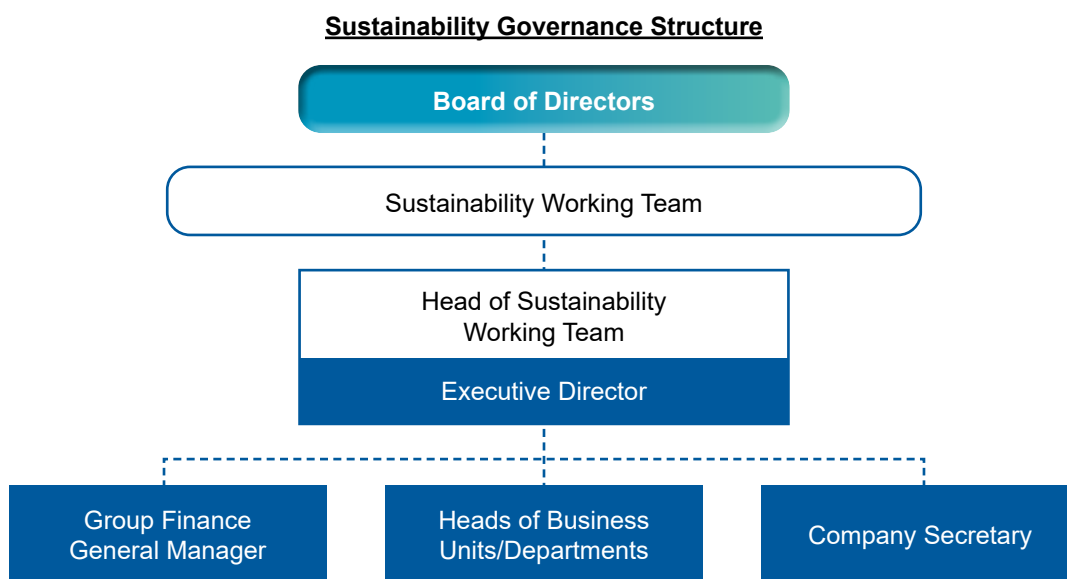 Sustainability Governance Structure
Board of Directors
Sustainability Working Team
Head of Sustainability
Working Team
Executive Director
Group Finance
General Manager
Heads of Business
Units/Departments
Company Secretary